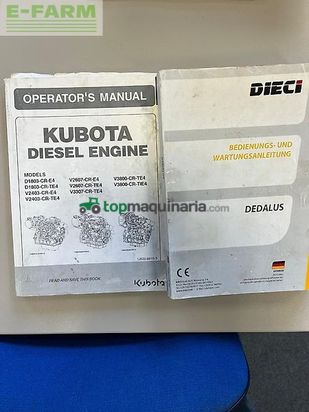 E-FARM
OPERATOR'S MANUAL
KUBOTA
DIESEL ENGINE
MODELS
D1803-CR-E4
D1803-CR-TE4
V2403-CR-E4
V2403-CR-TE4
V2607-CR-E4
V2607-CR-TE4
V3307-CR-TE4
V3800-CR-TE4
V3800-CR-TE4
READ AND SAVE THIS BOOK
Kubota
DIECI
BEDIENUNGS- UND
WARTUNGSANLEITUNG
DEDALUS
CE
topmaquinaria.com